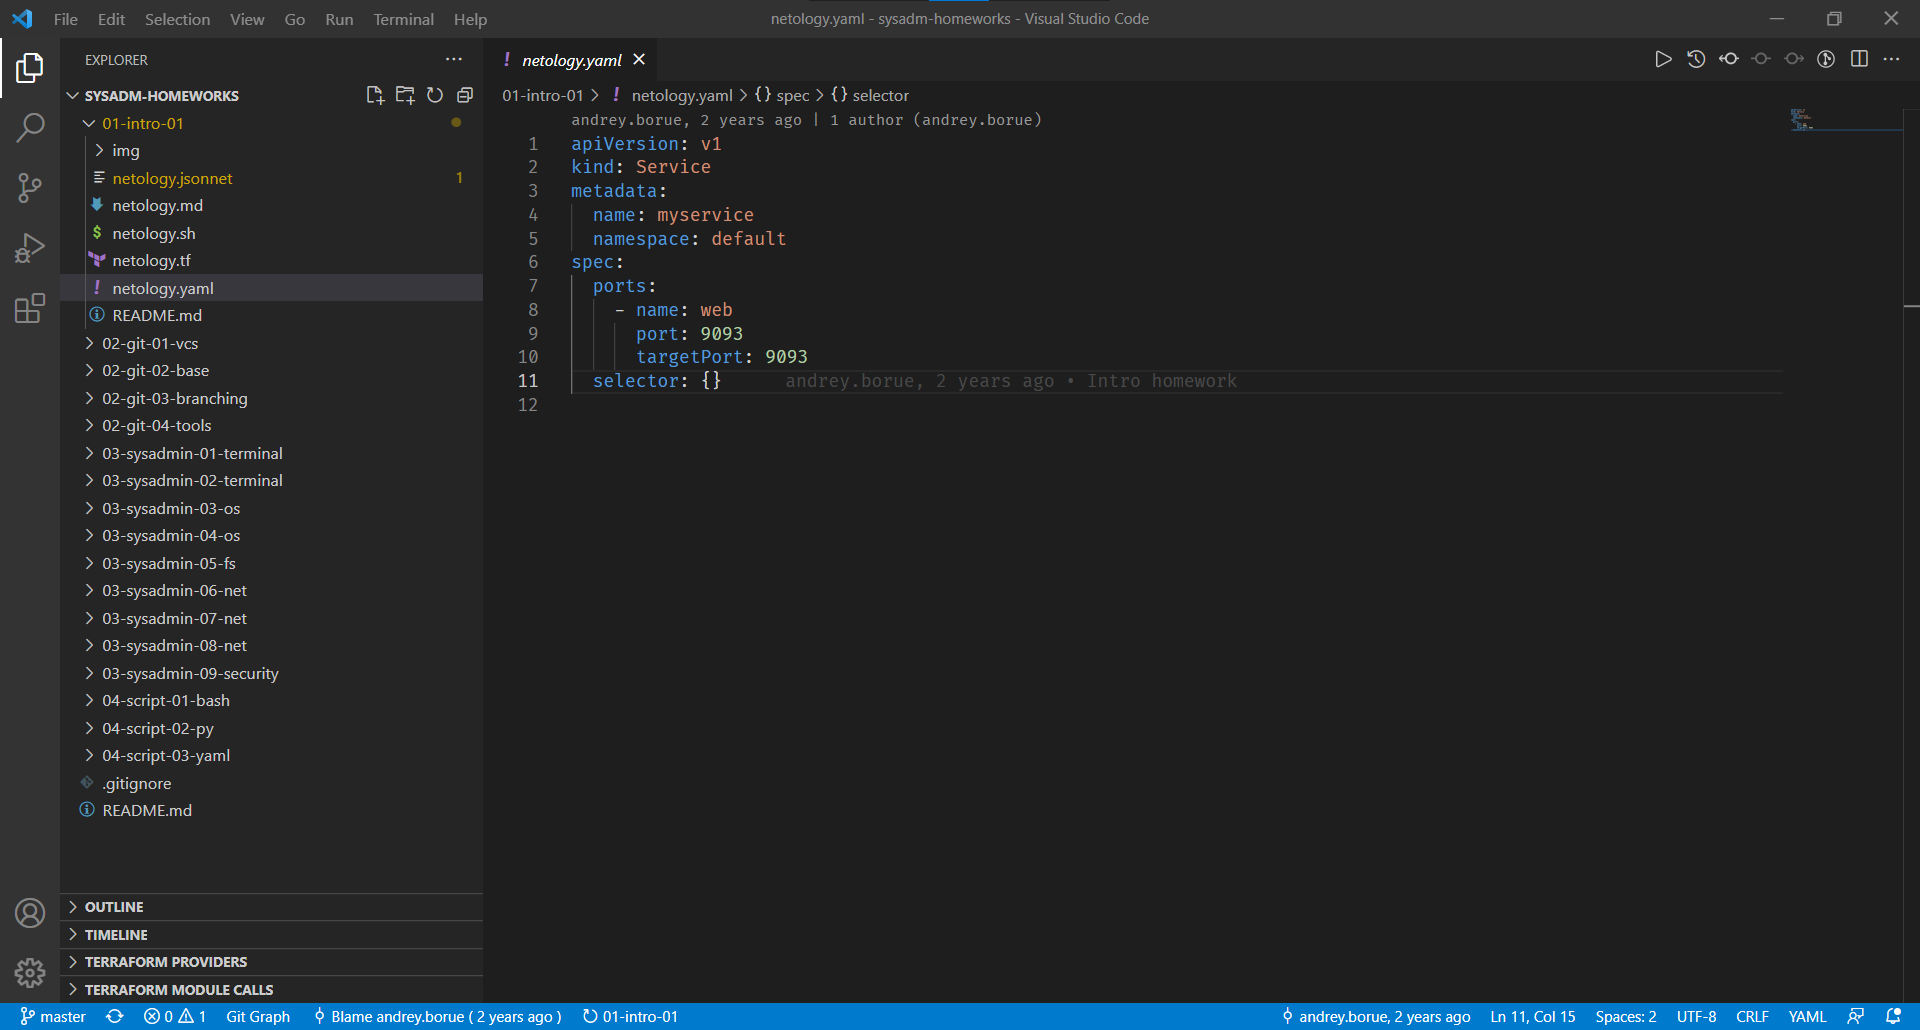 File Edit Selection View Go Run Terminal Help
netology.yaml - sysadm-homeworks - Visual Studio Code
EXPLORER
SYSADM-HOMEWORKS
01-intro-01
img
netology.jsonnet 1
netology.md
netology.sh
netology.tf
netology.yaml
README.md
02-git-01-vcs
02-git-02-base
02-git-03-branching
02-git-04-tools
03-sysadmin-01-terminal
03-sysadmin-02-terminal
03-sysadmin-03-os
03-sysadmin-04-os
03-sysadmin-05-fs
03-sysadmin-06-net
03-sysadmin-07-net
03-sysadmin-08-net
03-sysadmin-09-security
04-script-01-bash
04-script-02-py
04-script-03-yaml
.gitignore
README.md
OUTLINE
TIMELINE
TERRAFORM PROVIDERS
TERRAFORM MODULE CALLS
! netology.yaml
01-intro-01 > ! netology.yaml > {} spec > {} selector
andrey.borue, 2 years ago | 1 author (andrey.borue)
1 apiVersion: v1
2 kind: Service
3 metadata:
4 name: myservice
5 namespace: default
6 spec:
7 ports:
8 - name: web
9 port: 9093
10 targetPort: 9093
11 selector: {} andrey.borue, 2 years ago • Intro homework
12
master 0 1 Git Graph Blame andrey.borue ( 2 years ago ) 01-intro-01 andrey.borue, 2 years ago Ln 11, Col 15 Spaces: 2 UTF-8 CRLF YAML